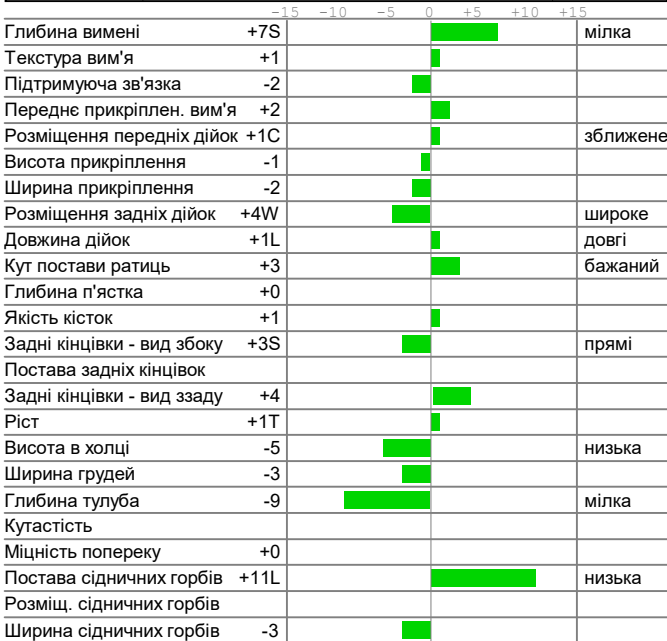 -15 -10 -5 0 +5 +10 +15
Глибина вимені +7S мілка
Текстура вим'я +1
Підтримуюча зв'язка -2
Переднє прикріплен. вим'я +2
Розміщення передніх дійок +1C зближене
Висота прикріплення -1
Ширина прикріплення -2
Розміщення задніх дійок +4W широке
Довжина дійок +1L довгі
Кут постави ратиць +3 бажаний
Глибина п'ястка +0
Якість кісток +1
Задні кінцівки - вид збоку +3S прямі
Постава задніх кінцівок
Задні кінцівки - вид ззаду +4
Ріст +1T
Висота в холці -5 низька
Ширина грудей -3
Глибина тулуба -9 мілка
Кутастість
Міцність попереку +0
Постава сідничних горбів +11L низька
Розміщ. сідничних горбів
Ширина сідничних горбів -3